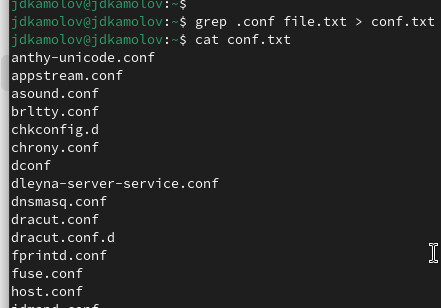 jdkamolov@jdkamolov:~$
jdkamolov@jdkamolov:~$ grep .conf file.txt > conf.txt
jdkamolov@jdkamolov:~$ cat conf.txt
anthy-unicode.conf
appstream.conf
asound.conf
brltty.conf
chkconfig.d
chrony.conf
dconf
dleyna-server-service.conf
dnsmasq.conf
dracut.conf
dracut.conf.d
fprintd.conf
fuse.conf
host.conf